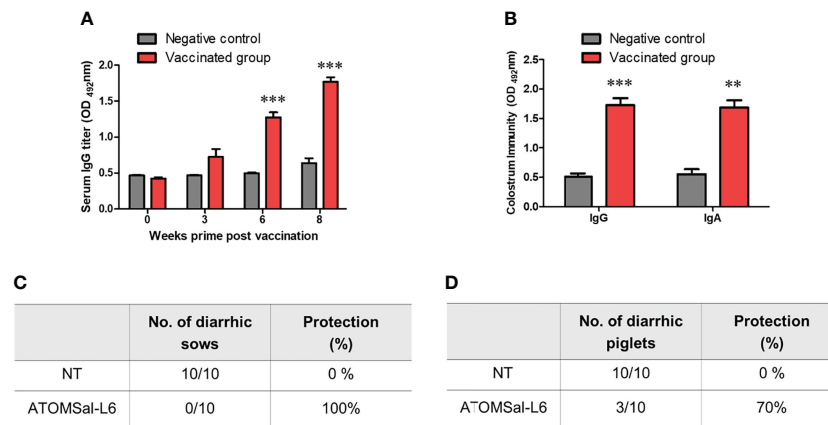 A
Negative control
Vaccinated group
Serum IgG titer (OD 492nm)
2.0
1.5
1.0
0.5
0.0
***
***
0 3 6 8
Weeks prime post vaccination
B
Negative control
Vaccinated group
Colostrum Immunity (OD 492nm)
2.5
2.0
1.5
1.0
0.5
0.0
***
**
IgG IgA
C
No. of diarrhic sows Protection (%)
NT 10/10 0 %
ATOMSal-L6 0/10 100%
D
No. of diarrhic piglets Protection (%)
NT 10/10 0 %
ATOMSal-L6 3/10 70%